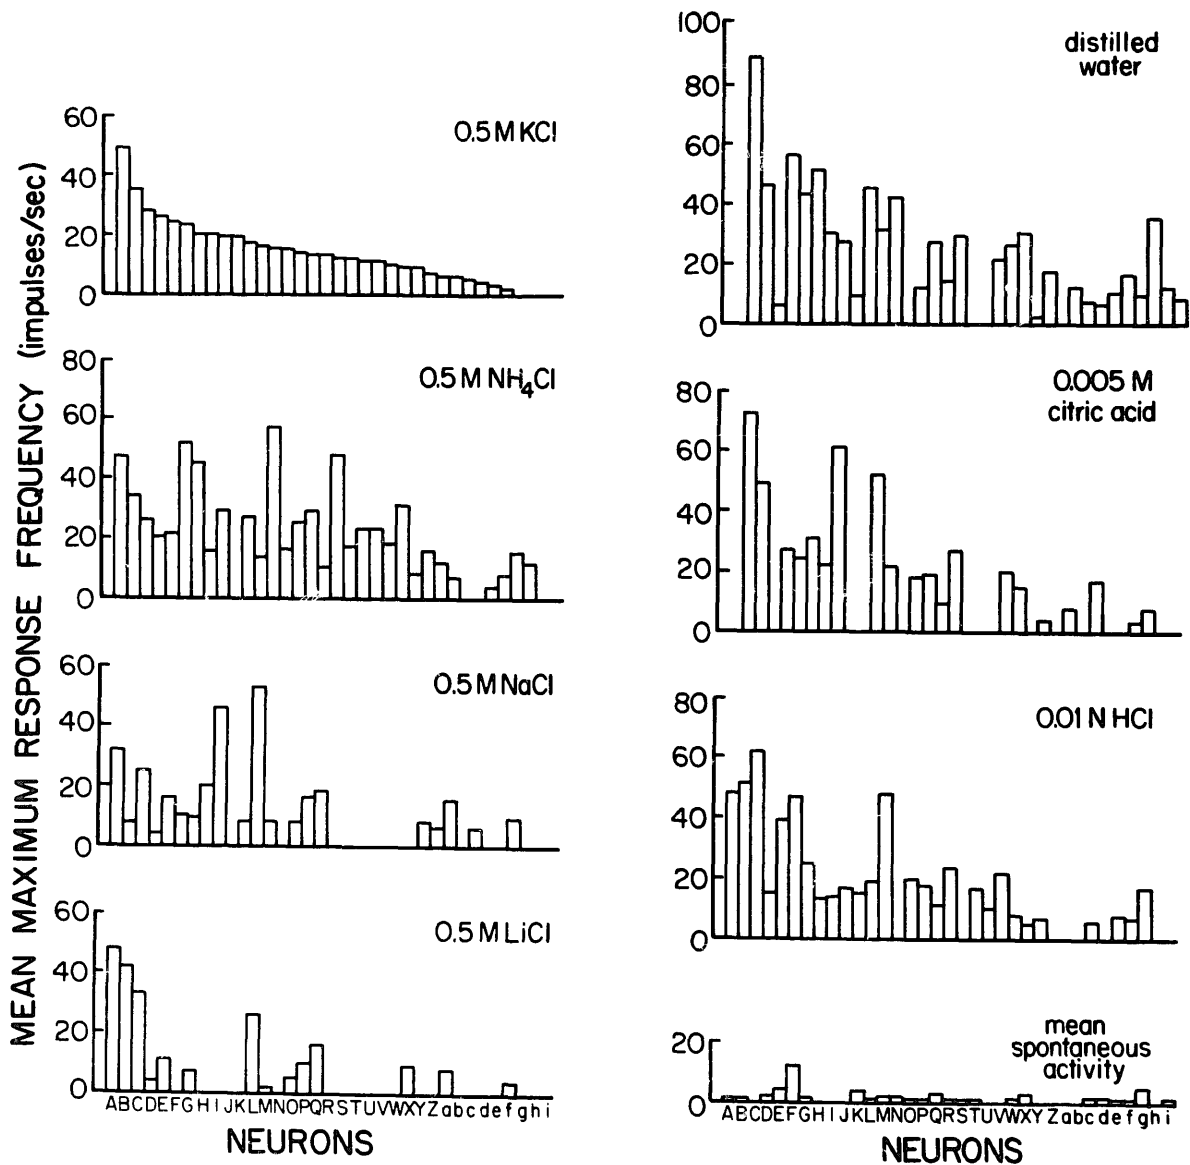 MEAN MAXIMUM RESPONSE FREQUENCY (impulses/sec)
0.5 M KCl
60
40
20
0
0.5 M NH4Cl
80
60
40
20
0
0.5 M NaCl
60
40
20
0
0.5 M LiCl
60
40
20
0
ABCDEFGHIJKLMNOPQRSTUVWXYZabcdefghi
NEURONS
distilled
water
100
80
60
40
20
0
0.005 M
citric acid
80
60
40
20
0
0.01 N HCl
80
60
40
20
0
mean
spontaneous
activity
20
0
ABCDEFGHIJKLMNOPQRSTUVWXYZabcdefghi
NEURONS